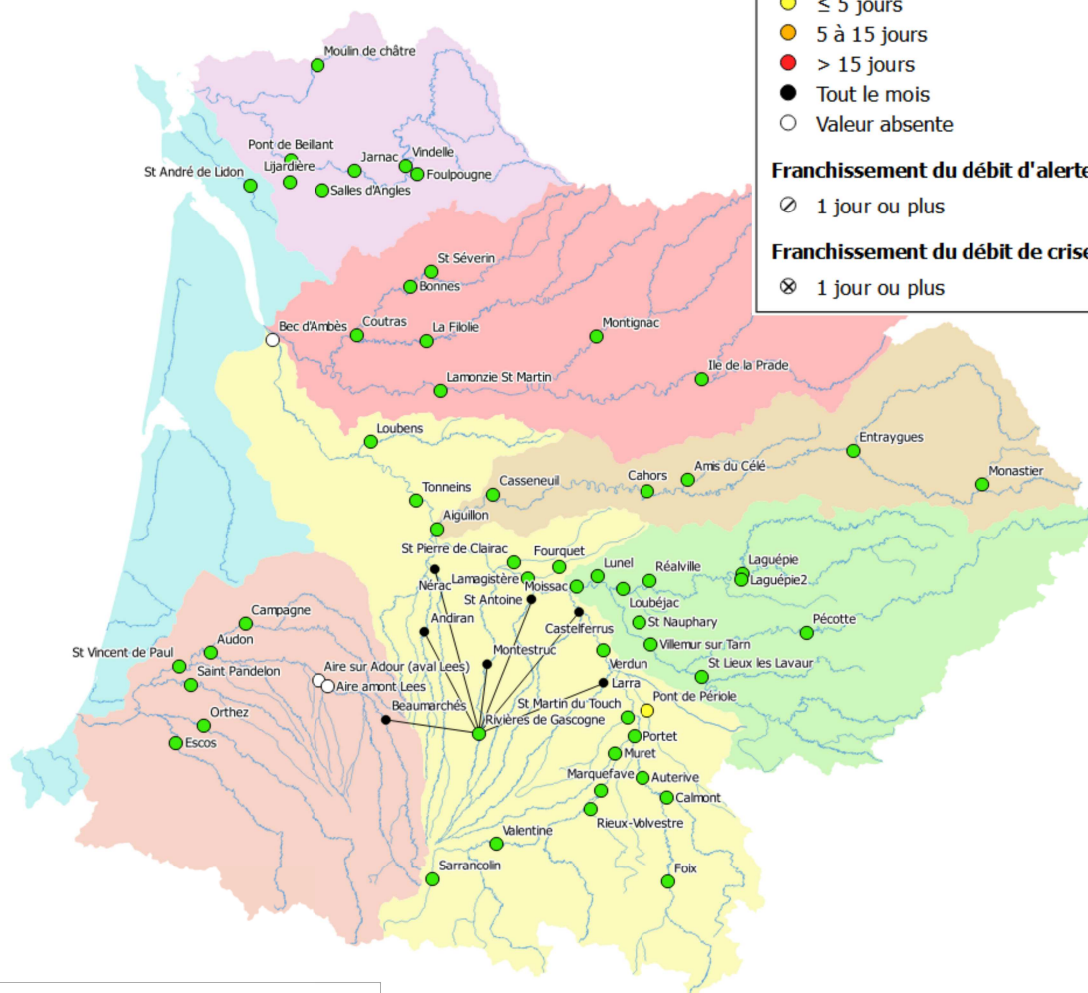 ≤ 5 jours
5 à 15 jours
> 15 jours
Tout le mois
Valeur absente
Franchissement du débit d'alerte
1 jour ou plus
Franchissement du débit de crise
1 jour ou plus
Moulin de châtre
Pont de Beillant
Lijardière
Jarnac
Vindelle
Foulpougne
St André de Lidon
Salles d'Angles
St Séverin
Bonnes
Bec d'Ambès
Coutras
La Filolie
Montignac
Lamonzie St Martin
Ile de la Prade
Loubens
Entraygues
Tonneins
Casseneuil
Cahors
Amis du Célé
Monastier
Aiguillon
St Pierre de Clairac
Fourquet
Lunel
Réalville
Laguépie
Laguépie2
Nérac
Lamagistère
Moissac
St Antoine
Loubéjac
Campagne
Andiran
Castelferrus
St Nauphary
Pécotte
Audon
Montestruc
Villemur sur Tarn
St Vincent de Paul
Saint Pandelon
Aire sur Adour (aval Lees)
Aire amont Lees
Verdun
St Lieux les Lavaur
Larra
Beaumarchés
St Martin du Touch
Pont de Périole
Orthez
Rivières de Gascogne
Escos
Portet
Muret
Marquefave
Auterive
Calmont
Rieux-Volvestre
Valentine
Sarrancolin
Foix